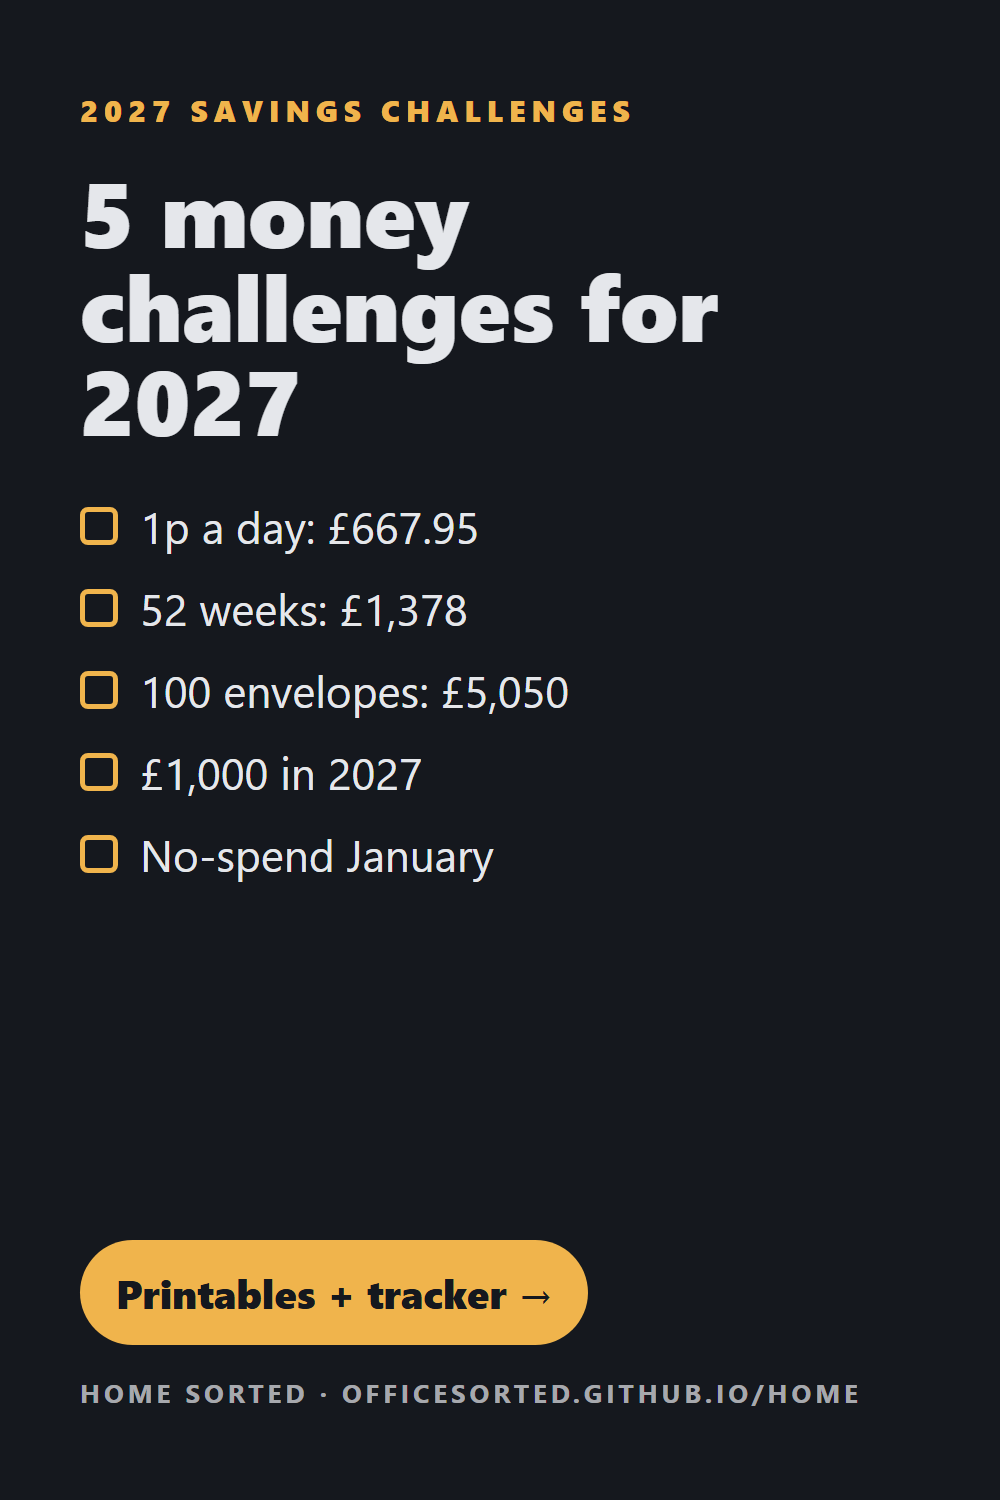 2027 SAVINGS CHALLENGES
5 money
challenges for
2027
1p a day: £667.95
52 weeks: £1,378
100 envelopes: £5,050
£1,000 in 2027
No-spend January
Printables + tracker →
HOME SORTED · OFFICESORTED.GITHUB.IO/HOME